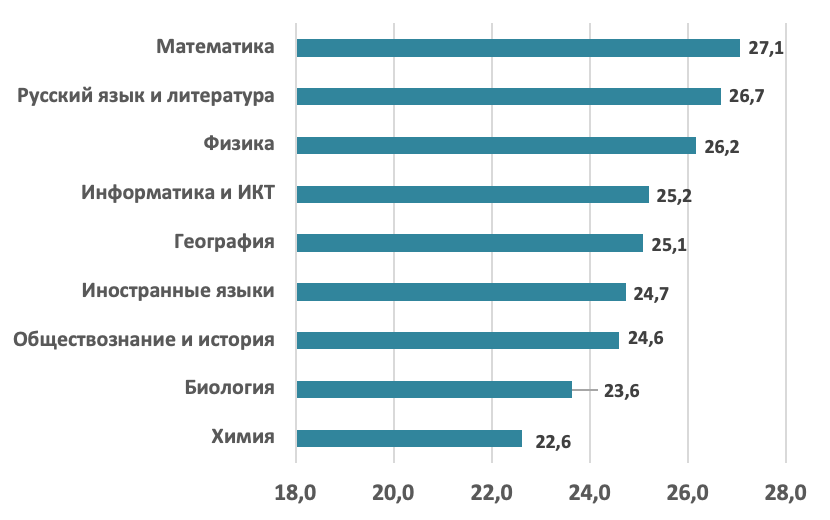 Математика 27,1
Русский язык и литература 26,7
Физика 26,2
Информатика и ИКТ 25,2
География 25,1
Иностранные языки 24,7
Обществознание и история 24,6
Биология 23,6
Химия 22,6
18,0 20,0 22,0 24,0 26,0 28,0